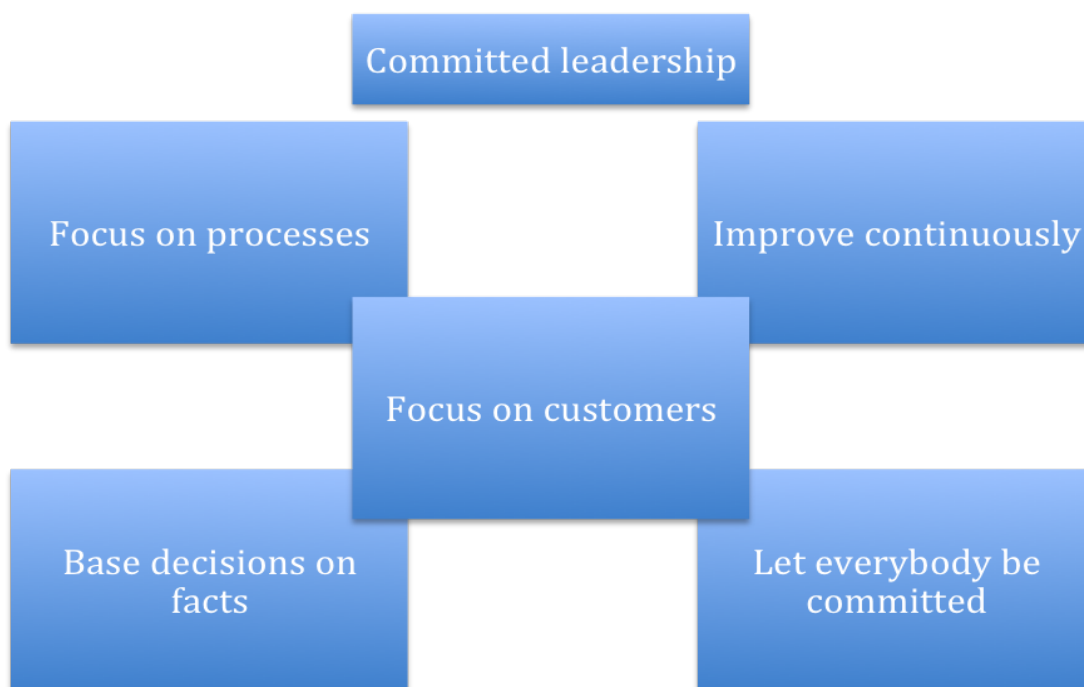 Committed leadership
Focus on processes
Improve continuously
Focus on customers
Base decisions on
facts
Let everybody be
committed